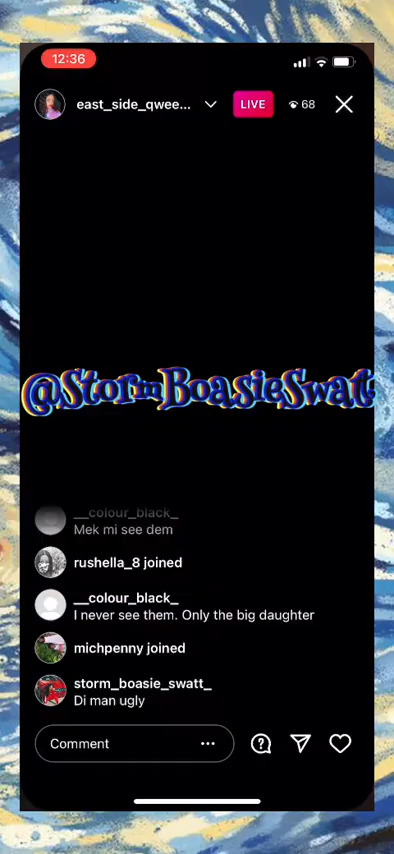 12:36
east_side_qwee...
LIVE
68
@StormBoasieSwatt
__colour_black_
Mek mi see dem
rushella_8 joined
__colour_black_
I never see them. Only the big daughter
michpenny joined
storm_boasie_swatt_
Di man ugly
Comment